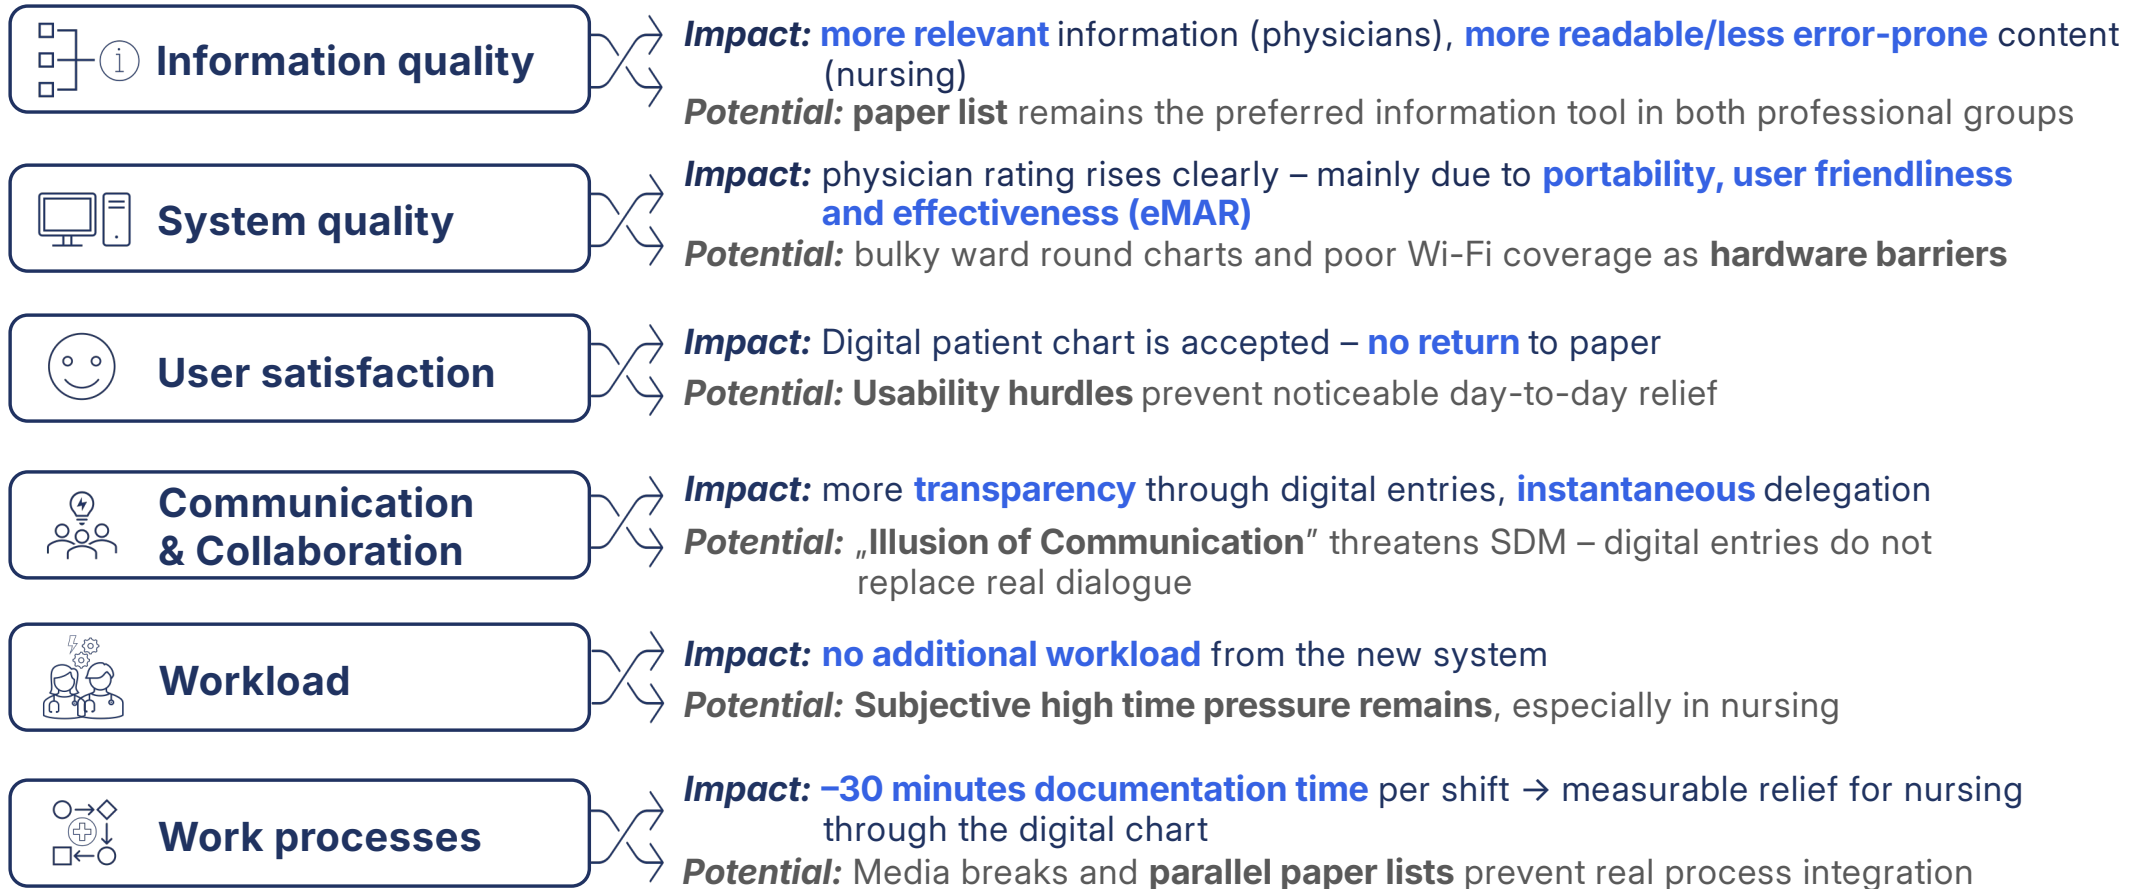 Information quality
Impact: more relevant information (physicians), more readable/less error-prone content
(nursing)
Potential: paper list remains the preferred information tool in both professional groups
System quality
Impact: physician rating rises clearly – mainly due to portability, user friendliness
and effectiveness (eMAR)
Potential: bulky ward round charts and poor Wi-Fi coverage as hardware barriers
User satisfaction
Impact: Digital patient chart is accepted – no return to paper
Potential: Usability hurdles prevent noticeable day-to-day relief
Communication
& Collaboration
Impact: more transparency through digital entries, instantaneous delegation
Potential: „Illusion of Communication” threatens SDM – digital entries do not
replace real dialogue
Workload
Impact: no additional workload from the new system
Potential: Subjective high time pressure remains, especially in nursing
Work processes
Impact: –30 minutes documentation time per shift → measurable relief for nursing
through the digital chart
Potential: Media breaks and parallel paper lists prevent real process integration